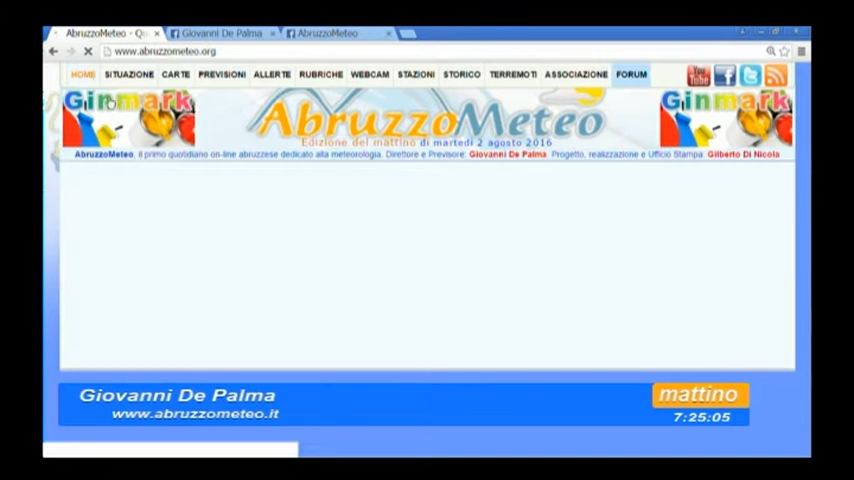 AbruzzoMeteo - Qu
Giovanni De Palma
AbruzzoMeteo
www.abruzzometeo.org
HOME SITUAZIONE CARTE PREVISIONI ALLERTE RUBRICHE WEBCAM STAZIONI STORICO TERREMOTI ASSOCIAZIONE FORUM
You Tube
Ginmark
AbruzzoMeteo
Ginmark
Edizione del mattino di martedì 2 agosto 2016
AbruzzoMeteo, il primo quotidiano on-line abruzzese dedicato alla meteorologia. Direttore e Previsore: Giovanni De Palma. Progetto, realizzazione e Ufficio Stampa: Gilberto Di Nicola
Giovanni De Palma
www.abruzzometeo.it
mattino
7:25:05